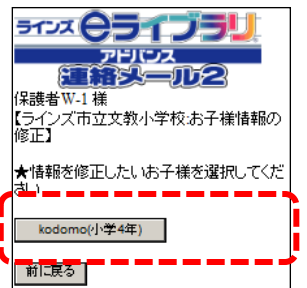 ラインズ eライブラリ
アドバンス
連絡メール2
保護者W-1 様
【ラインズ市立文教小学校:お子様情報の
修正】
★情報を修正したいお子様を選択してくだ
さい
kodomo(小学4年)
前に戻る